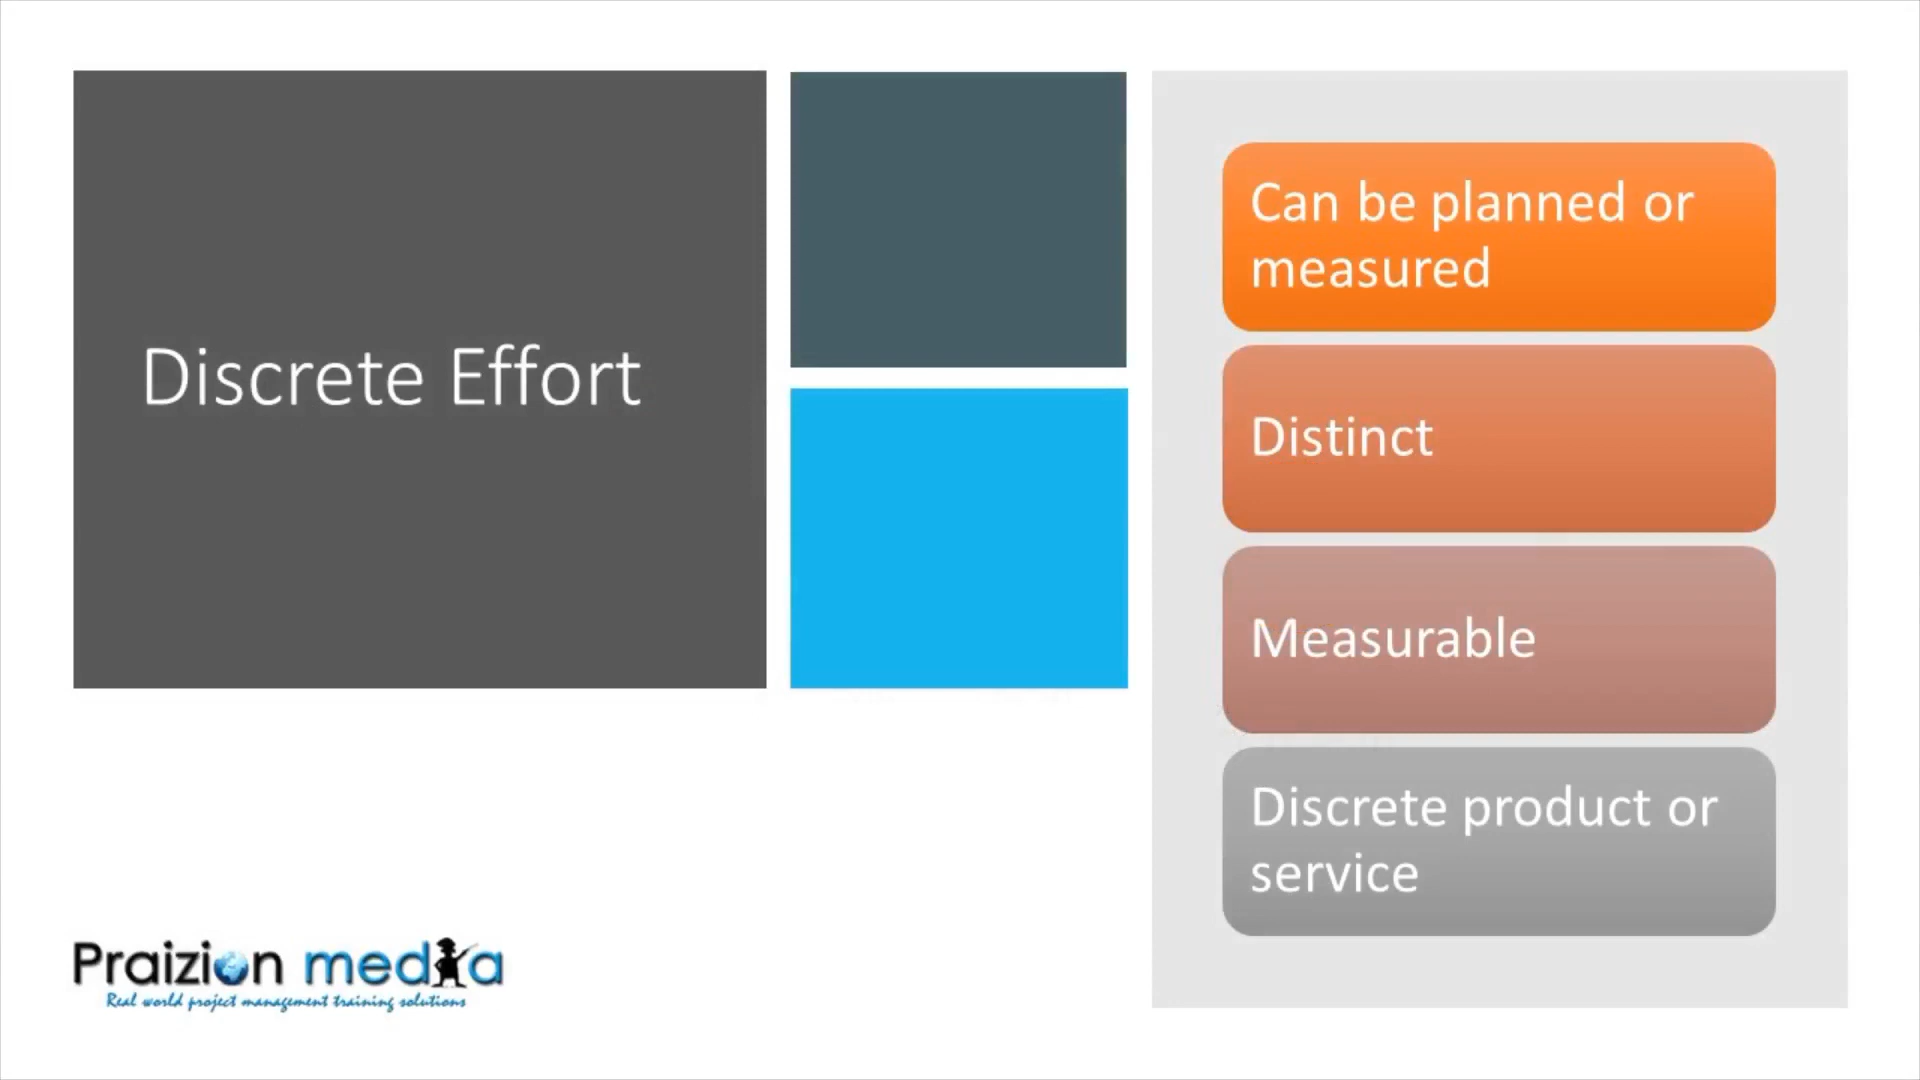 Discrete Effort
Can be planned or
measured
Distinct
Measurable
Discrete product or
service
Praizion media
Real world project management training solutions